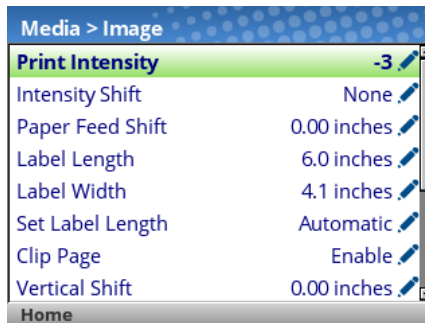 Media > Image
Print Intensity -3
Intensity Shift None
Paper Feed Shift 0.00 inches
Label Length 6.0 inches
Label Width 4.1 inches
Set Label Length Automatic
Clip Page Enable
Vertical Shift 0.00 inches
Home